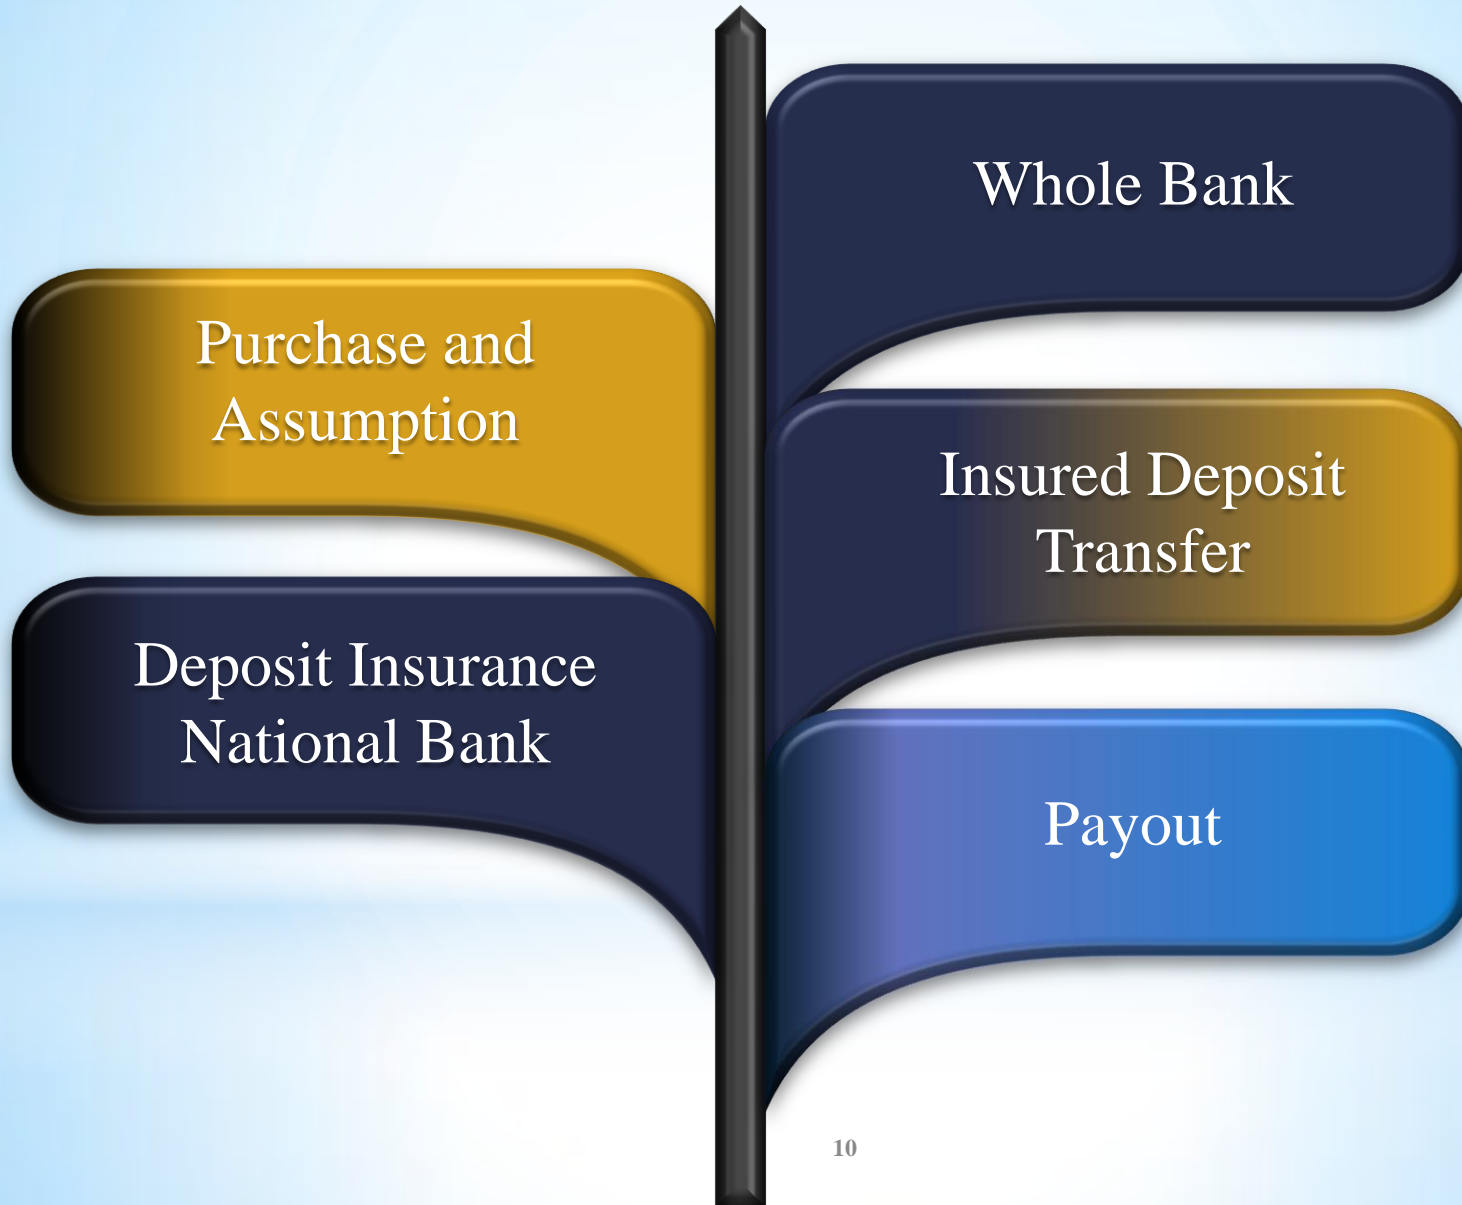 Whole Bank
Purchase and
Assumption
Insured Deposit
Transfer
Deposit Insurance
National Bank
Payout
10